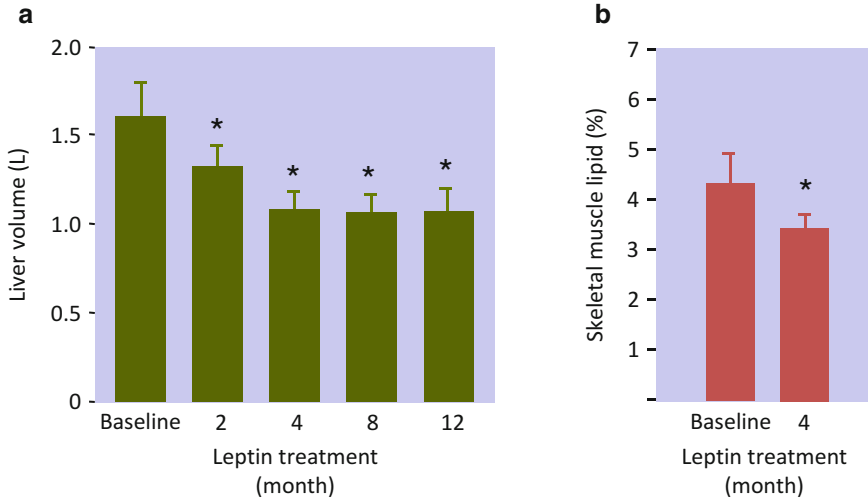 a
Liver volume (L)
2.0
1.5
1.0
0.5
0
*
*
*
*
Baseline 2 4 8 12
Leptin treatment
(month)
b
Skeletal muscle lipid (%)
7
6
5
4
3
2
1
*
Baseline 4
Leptin treatment
(month)